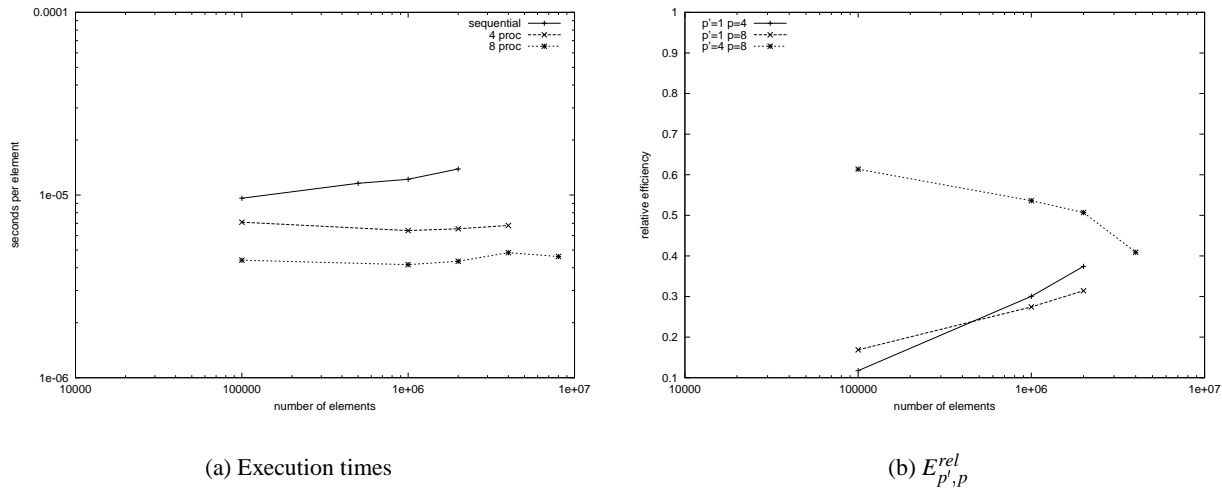 0.0001
1e-05
1e-06
10000
100000
1e+06
1e+07
seconds per element
number of elements
sequential
4 proc
8 proc
(a) Execution times
1
0.9
0.8
0.7
0.6
0.5
0.4
0.3
0.2
0.1
10000
100000
1e+06
1e+07
relative efficiency
number of elements
p'=1 p=4
p'=1 p=8
p'=4 p=8
(b) E^{rel}_{p',p}